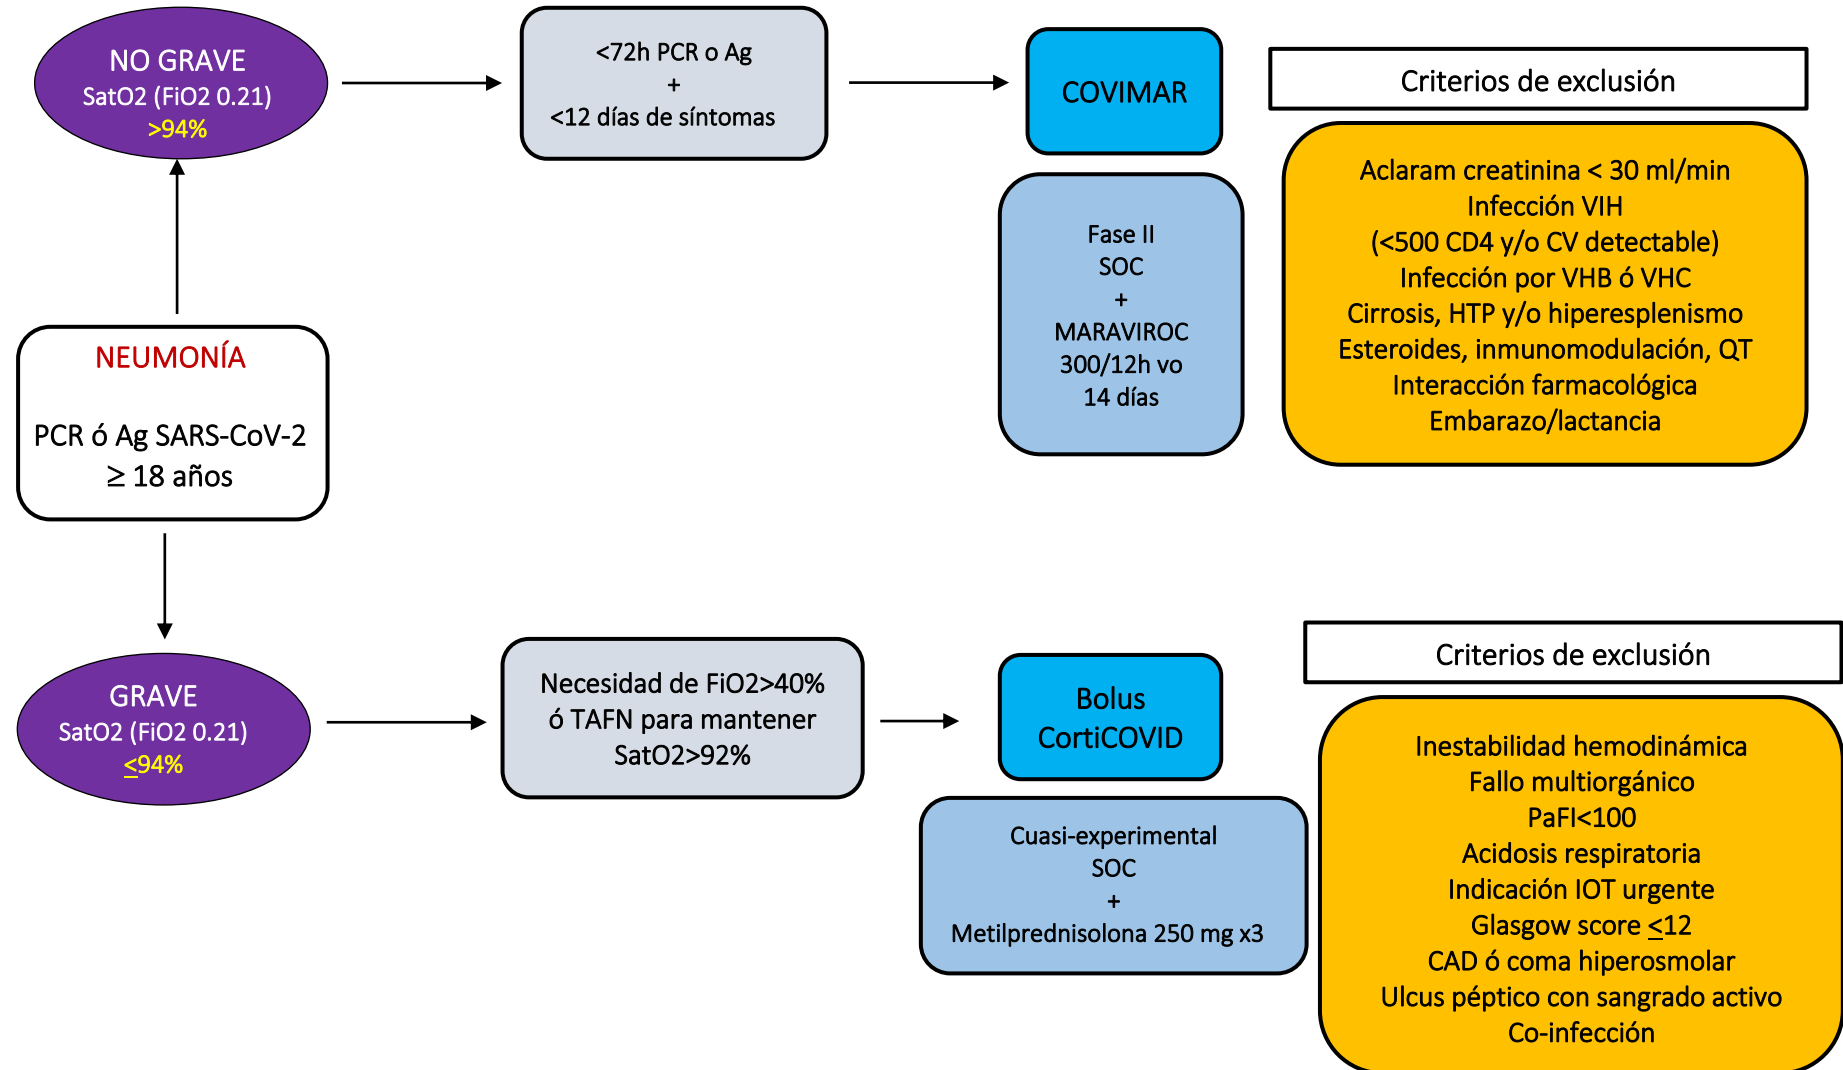 NO GRAVE
SatO2 (FiO2 0.21)
>94%
<72h PCR o Ag
+
<12 días de síntomas
COVIMAR
Fase II
SOC
+
MARAVIROC
300/12h vo
14 días
Criterios de exclusión
Aclaram creatinina < 30 ml/min
Infección VIH
(<500 CD4 y/o CV detectable)
Infección por VHB ó VHC
Cirrosis, HTP y/o hiperesplenismo
Esteroides, inmunomodulación, QT
Interacción farmacológica
Embarazo/lactancia
NEUMONÍA
PCR ó Ag SARS-CoV-2
≥ 18 años
GRAVE
SatO2 (FiO2 0.21)
≤94%
Necesidad de FiO2>40%
ó TAFN para mantener
SatO2>92%
Bolus
CortiCOVID
Cuasi-experimental
SOC
+
Metilprednisolona 250 mg x3
Criterios de exclusión
Inestabilidad hemodinámica
Fallo multiorgánico
PaFI<100
Acidosis respiratoria
Indicación IOT urgente
Glasgow score ≤12
CAD ó coma hiperosmolar
Ulcus péptico con sangrado activo
Co-infección